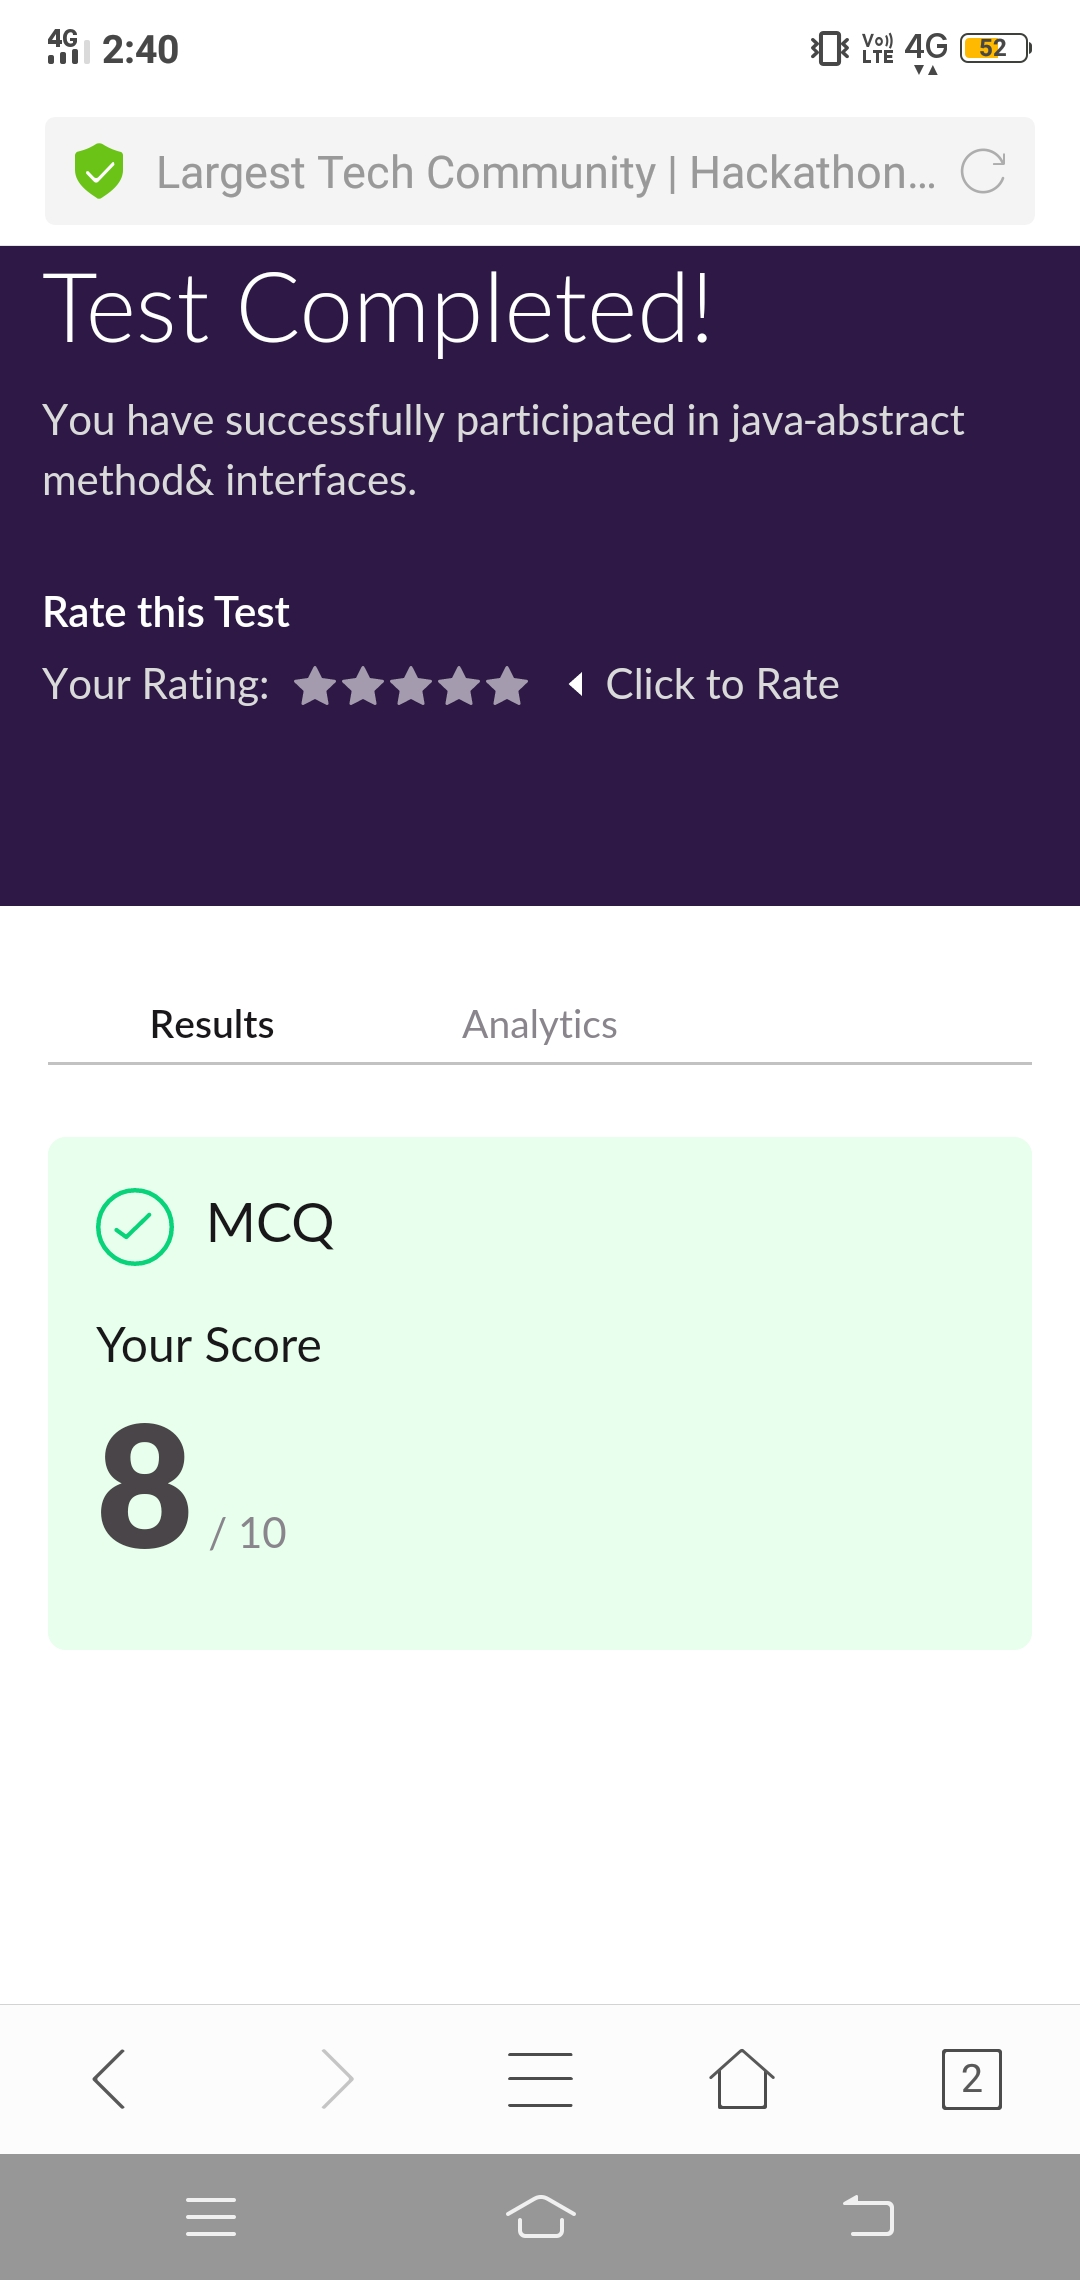 4G 2:40 Vo)) LTE 4G 52
Largest Tech Community | Hackathon...
Test Completed!
You have successfully participated in java-abstract
method& interfaces.
Rate this Test
Your Rating: Click to Rate
Results Analytics
MCQ
Your Score
8 / 10
2